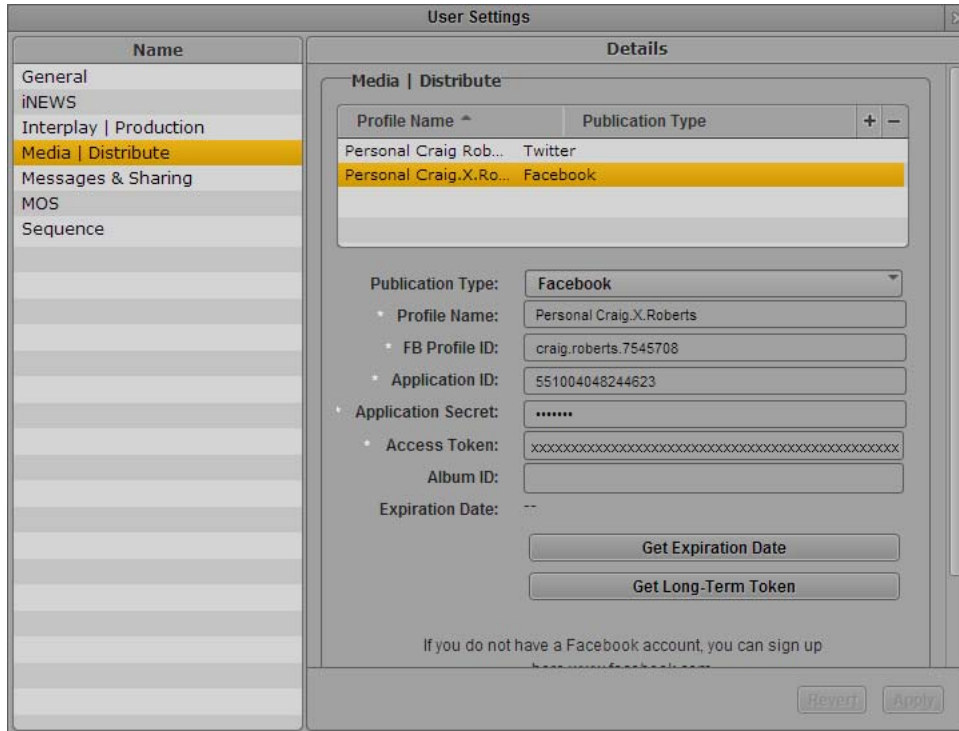 User Settings
Name
General
iNEWS
Interplay | Production
Media | Distribute
Messages & Sharing
MOS
Sequence
Details
Media | Distribute
Profile Name Publication Type + −
Personal Craig Rob... Twitter
Personal Craig.X.Ro... Facebook
Publication Type: Facebook
* Profile Name: Personal Craig.X.Roberts
* FB Profile ID: craig.roberts.7545708
* Application ID: 551004048244623
* Application Secret: •••••••
* Access Token: xxxxxxxxxxxxxxxxxxxxxxxxxxxxxxxxxxxxxxxxxxxxxxx
Album ID:
Expiration Date: --
Get Expiration Date
Get Long-Term Token
If you do not have a Facebook account, you can sign up
Revert Apply